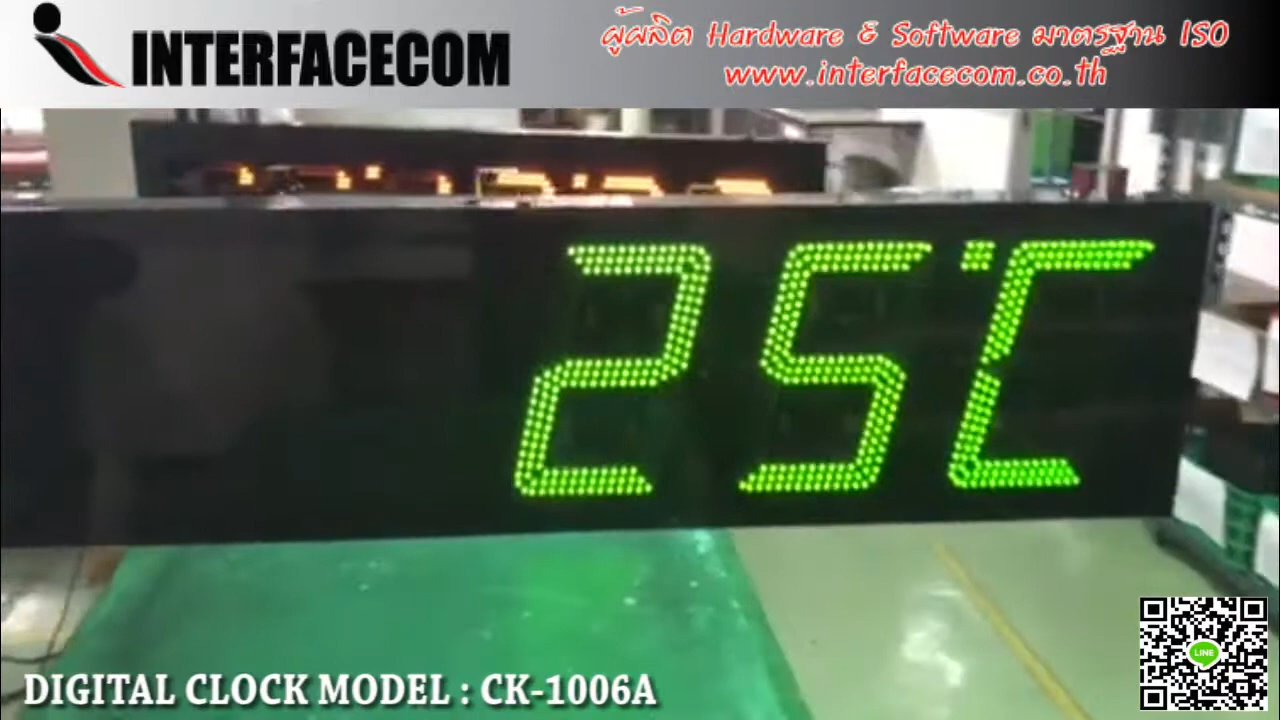 INTERFACECOM
ผู้ผลิต Hardware & Software มาตรฐาน ISO
www.interfacecom.co.th
25°C
DIGITAL CLOCK MODEL : CK-1006A
LINE